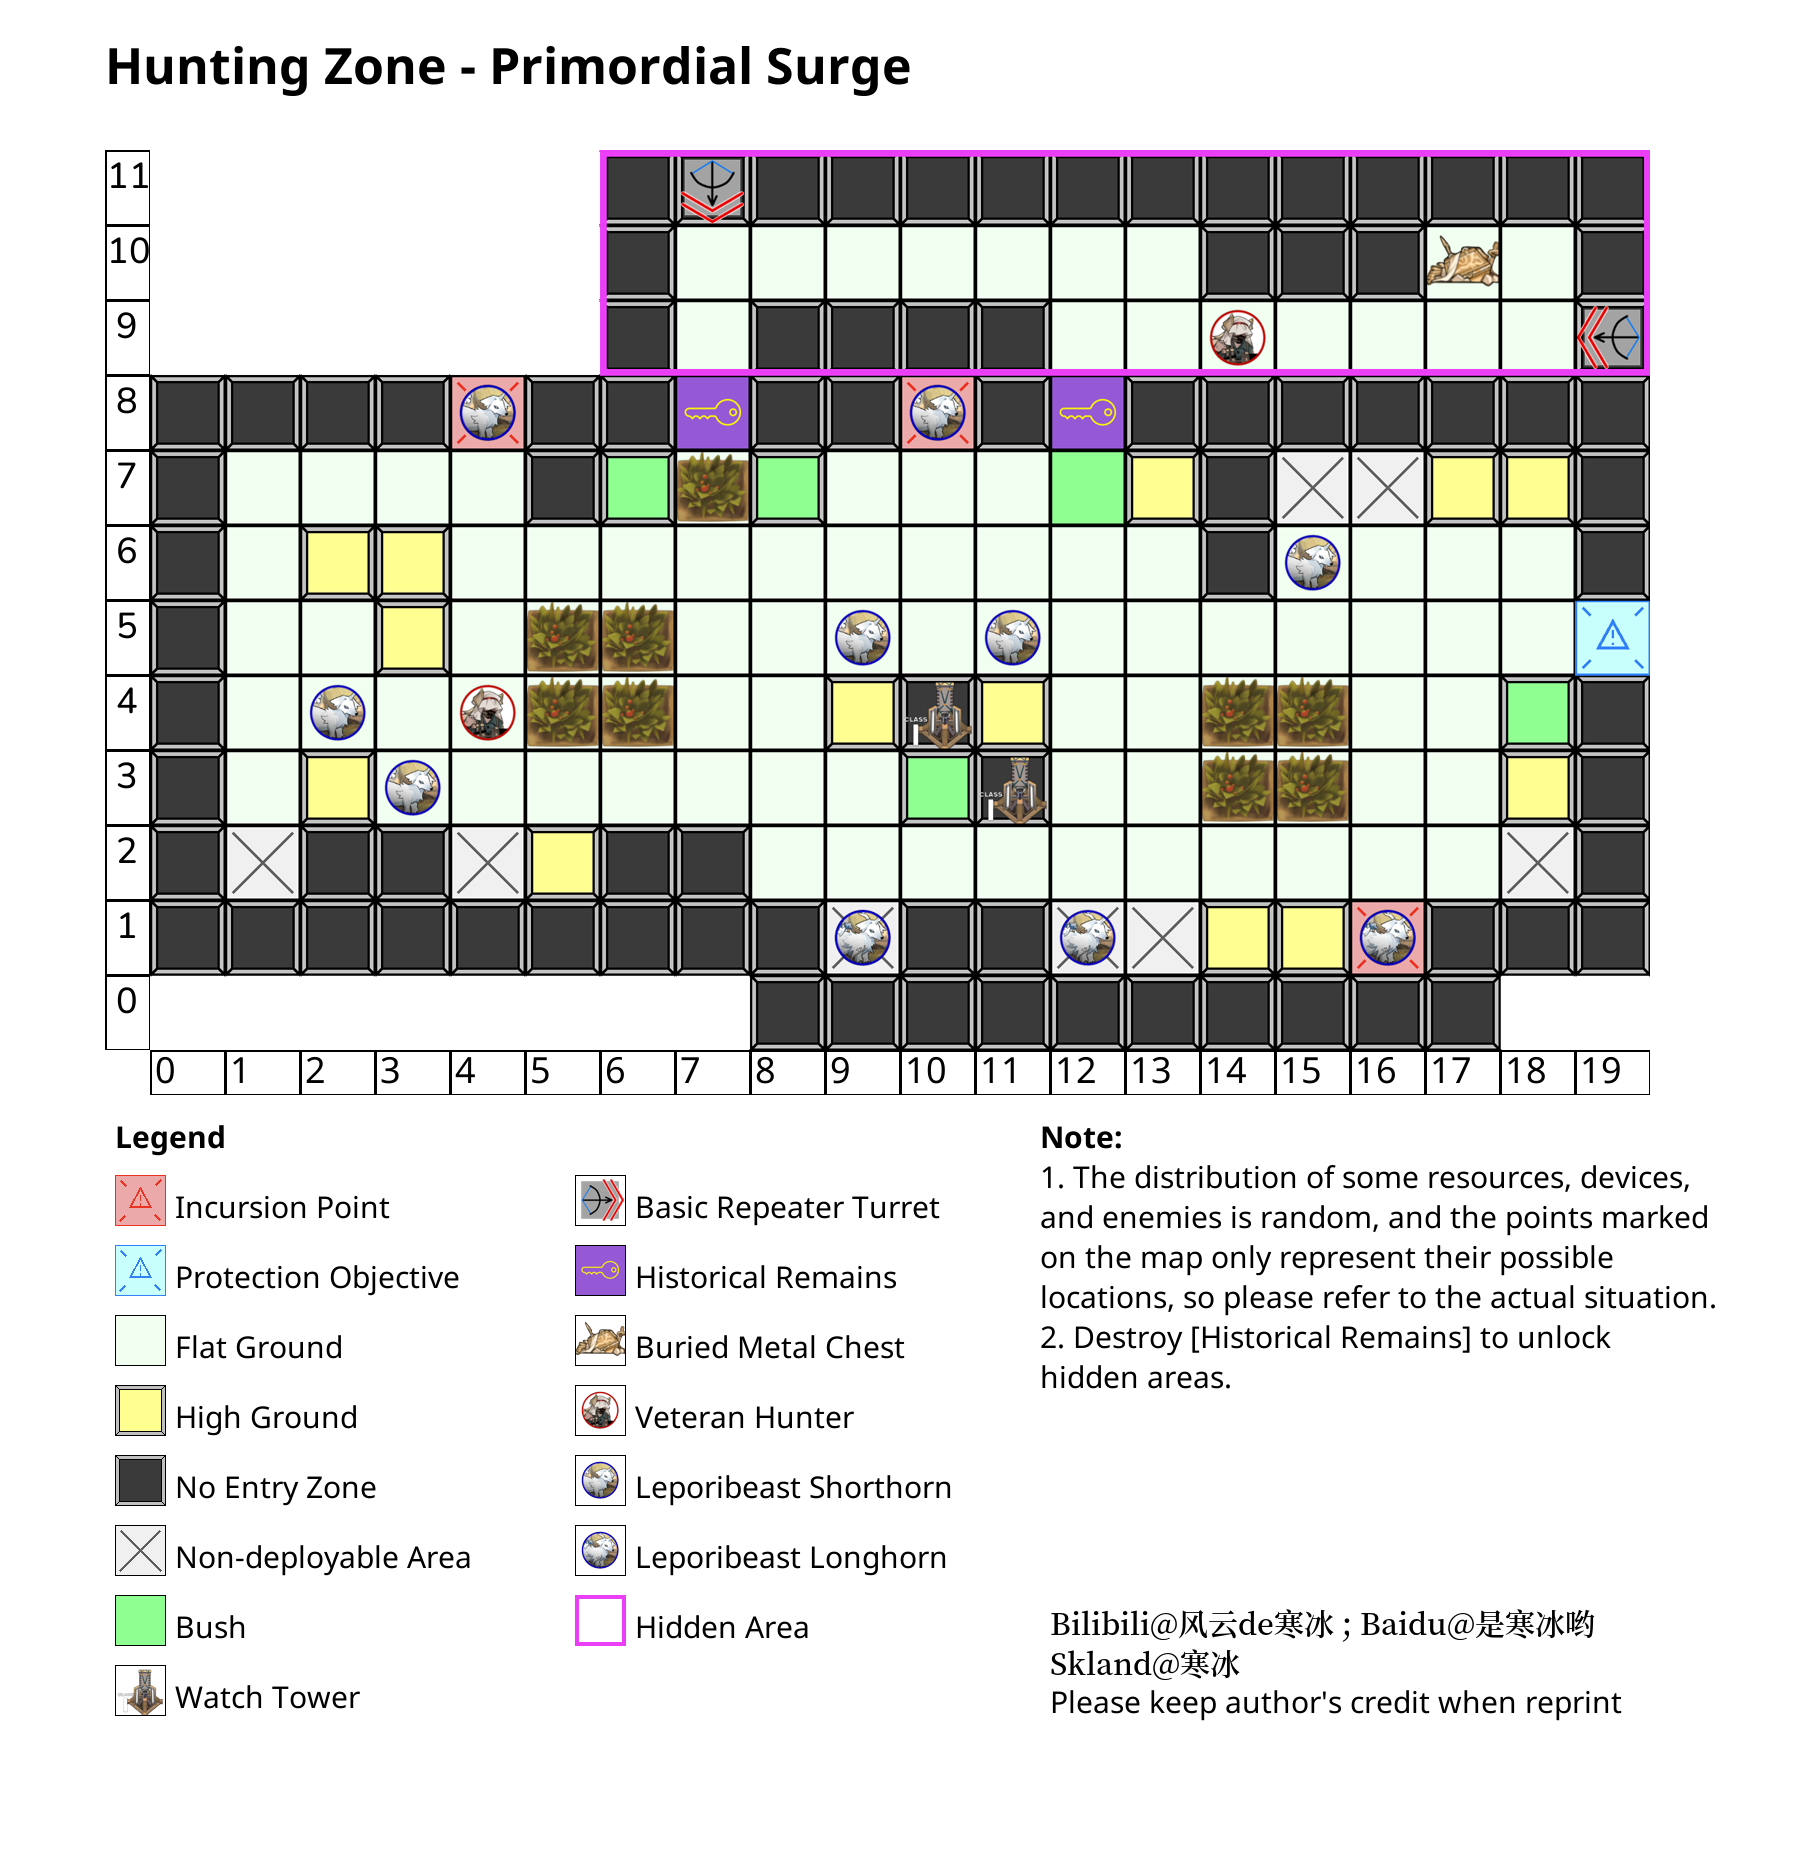 Hunting Zone - Primordial Surge
11
10
9
8
7
6
5
4
CLASS
3
CLASS
2
1
0
0 1 2 3 4 5 6 7 8 9 10 11 12 13 14 15 16 17 18 19
Legend
Incursion Point
Protection Objective
Flat Ground
High Ground
No Entry Zone
Non-deployable Area
Bush
Watch Tower
Basic Repeater Turret
Historical Remains
Buried Metal Chest
Veteran Hunter
Leporibeast Shorthorn
Leporibeast Longhorn
Hidden Area
Note:
1. The distribution of some resources, devices,
and enemies is random, and the points marked
on the map only represent their possible
locations, so please refer to the actual situation.
2. Destroy [Historical Remains] to unlock
hidden areas.
Bilibili@风云de寒冰 ; Baidu@是寒冰哟
Skland@寒冰
Please keep author's credit when reprint